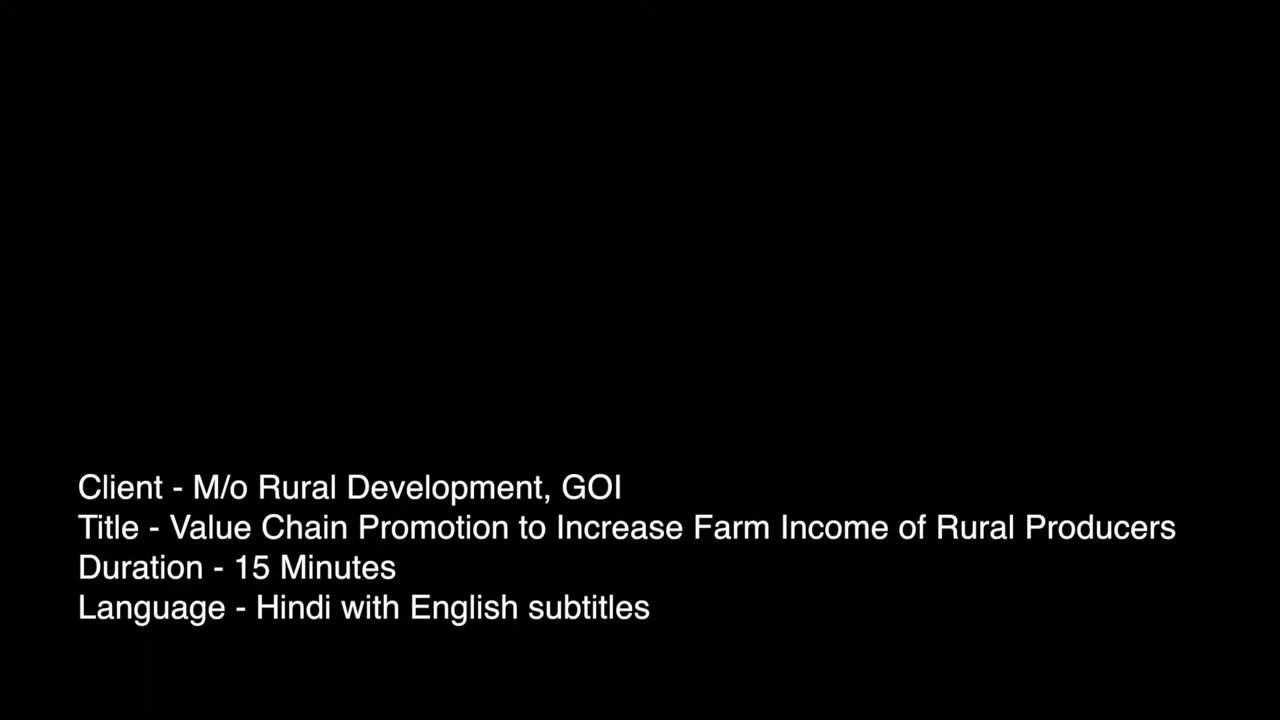 Client - M/o Rural Development, GOI
Title - Value Chain Promotion to Increase Farm Income of Rural Producers
Duration - 15 Minutes
Language - Hindi with English subtitles